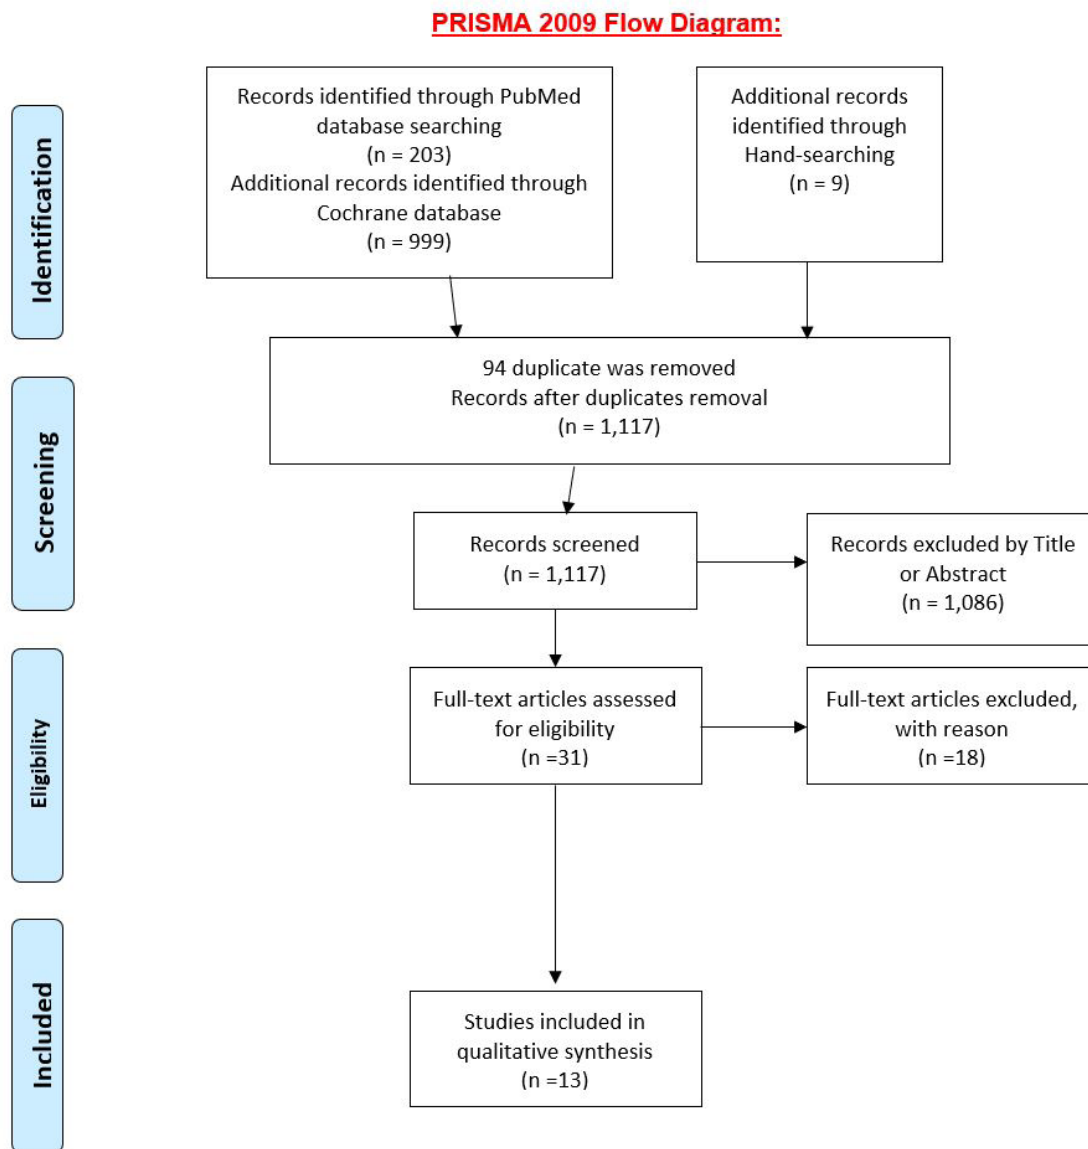 PRISMA 2009 Flow Diagram:
Identification
Records identified through PubMed
database searching
(n = 203)
Additional records identified through
Cochrane database
(n = 999)
Additional records
identified through
Hand-searching
(n = 9)
94 duplicate was removed
Records after duplicates removal
(n = 1,117)
Screening
Records screened
(n = 1,117)
Records excluded by Title
or Abstract
(n = 1,086)
Eligibility
Full-text articles assessed
for eligibility
(n =31)
Full-text articles excluded,
with reason
(n =18)
Included
Studies included in
qualitative synthesis
(n =13)